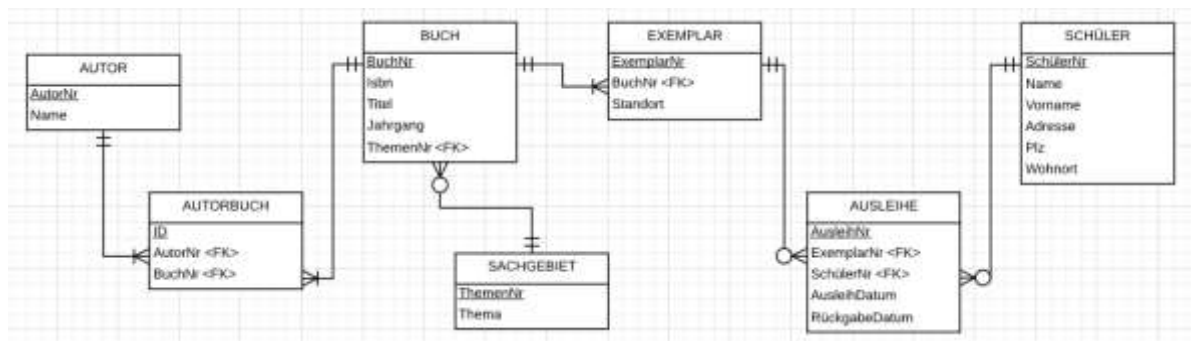 AUTOR
AutorNr
Name
AUTORBUCH
ID
AutorNr <FK>
BuchNr <FK>
BUCH
BuchNr
Isbn
Titel
Jahrgang
ThemenNr <FK>
SACHGEBIET
ThemenNr
Thema
EXEMPLAR
ExemplarNr
BuchNr <FK>
Standort
AUSLEIHE
AusleihNr
ExemplarNr <FK>
SchülerNr <FK>
AusleihDatum
RückgabeDatum
SCHÜLER
SchülerNr
Name
Vorname
Adresse
Plz
Wohnort